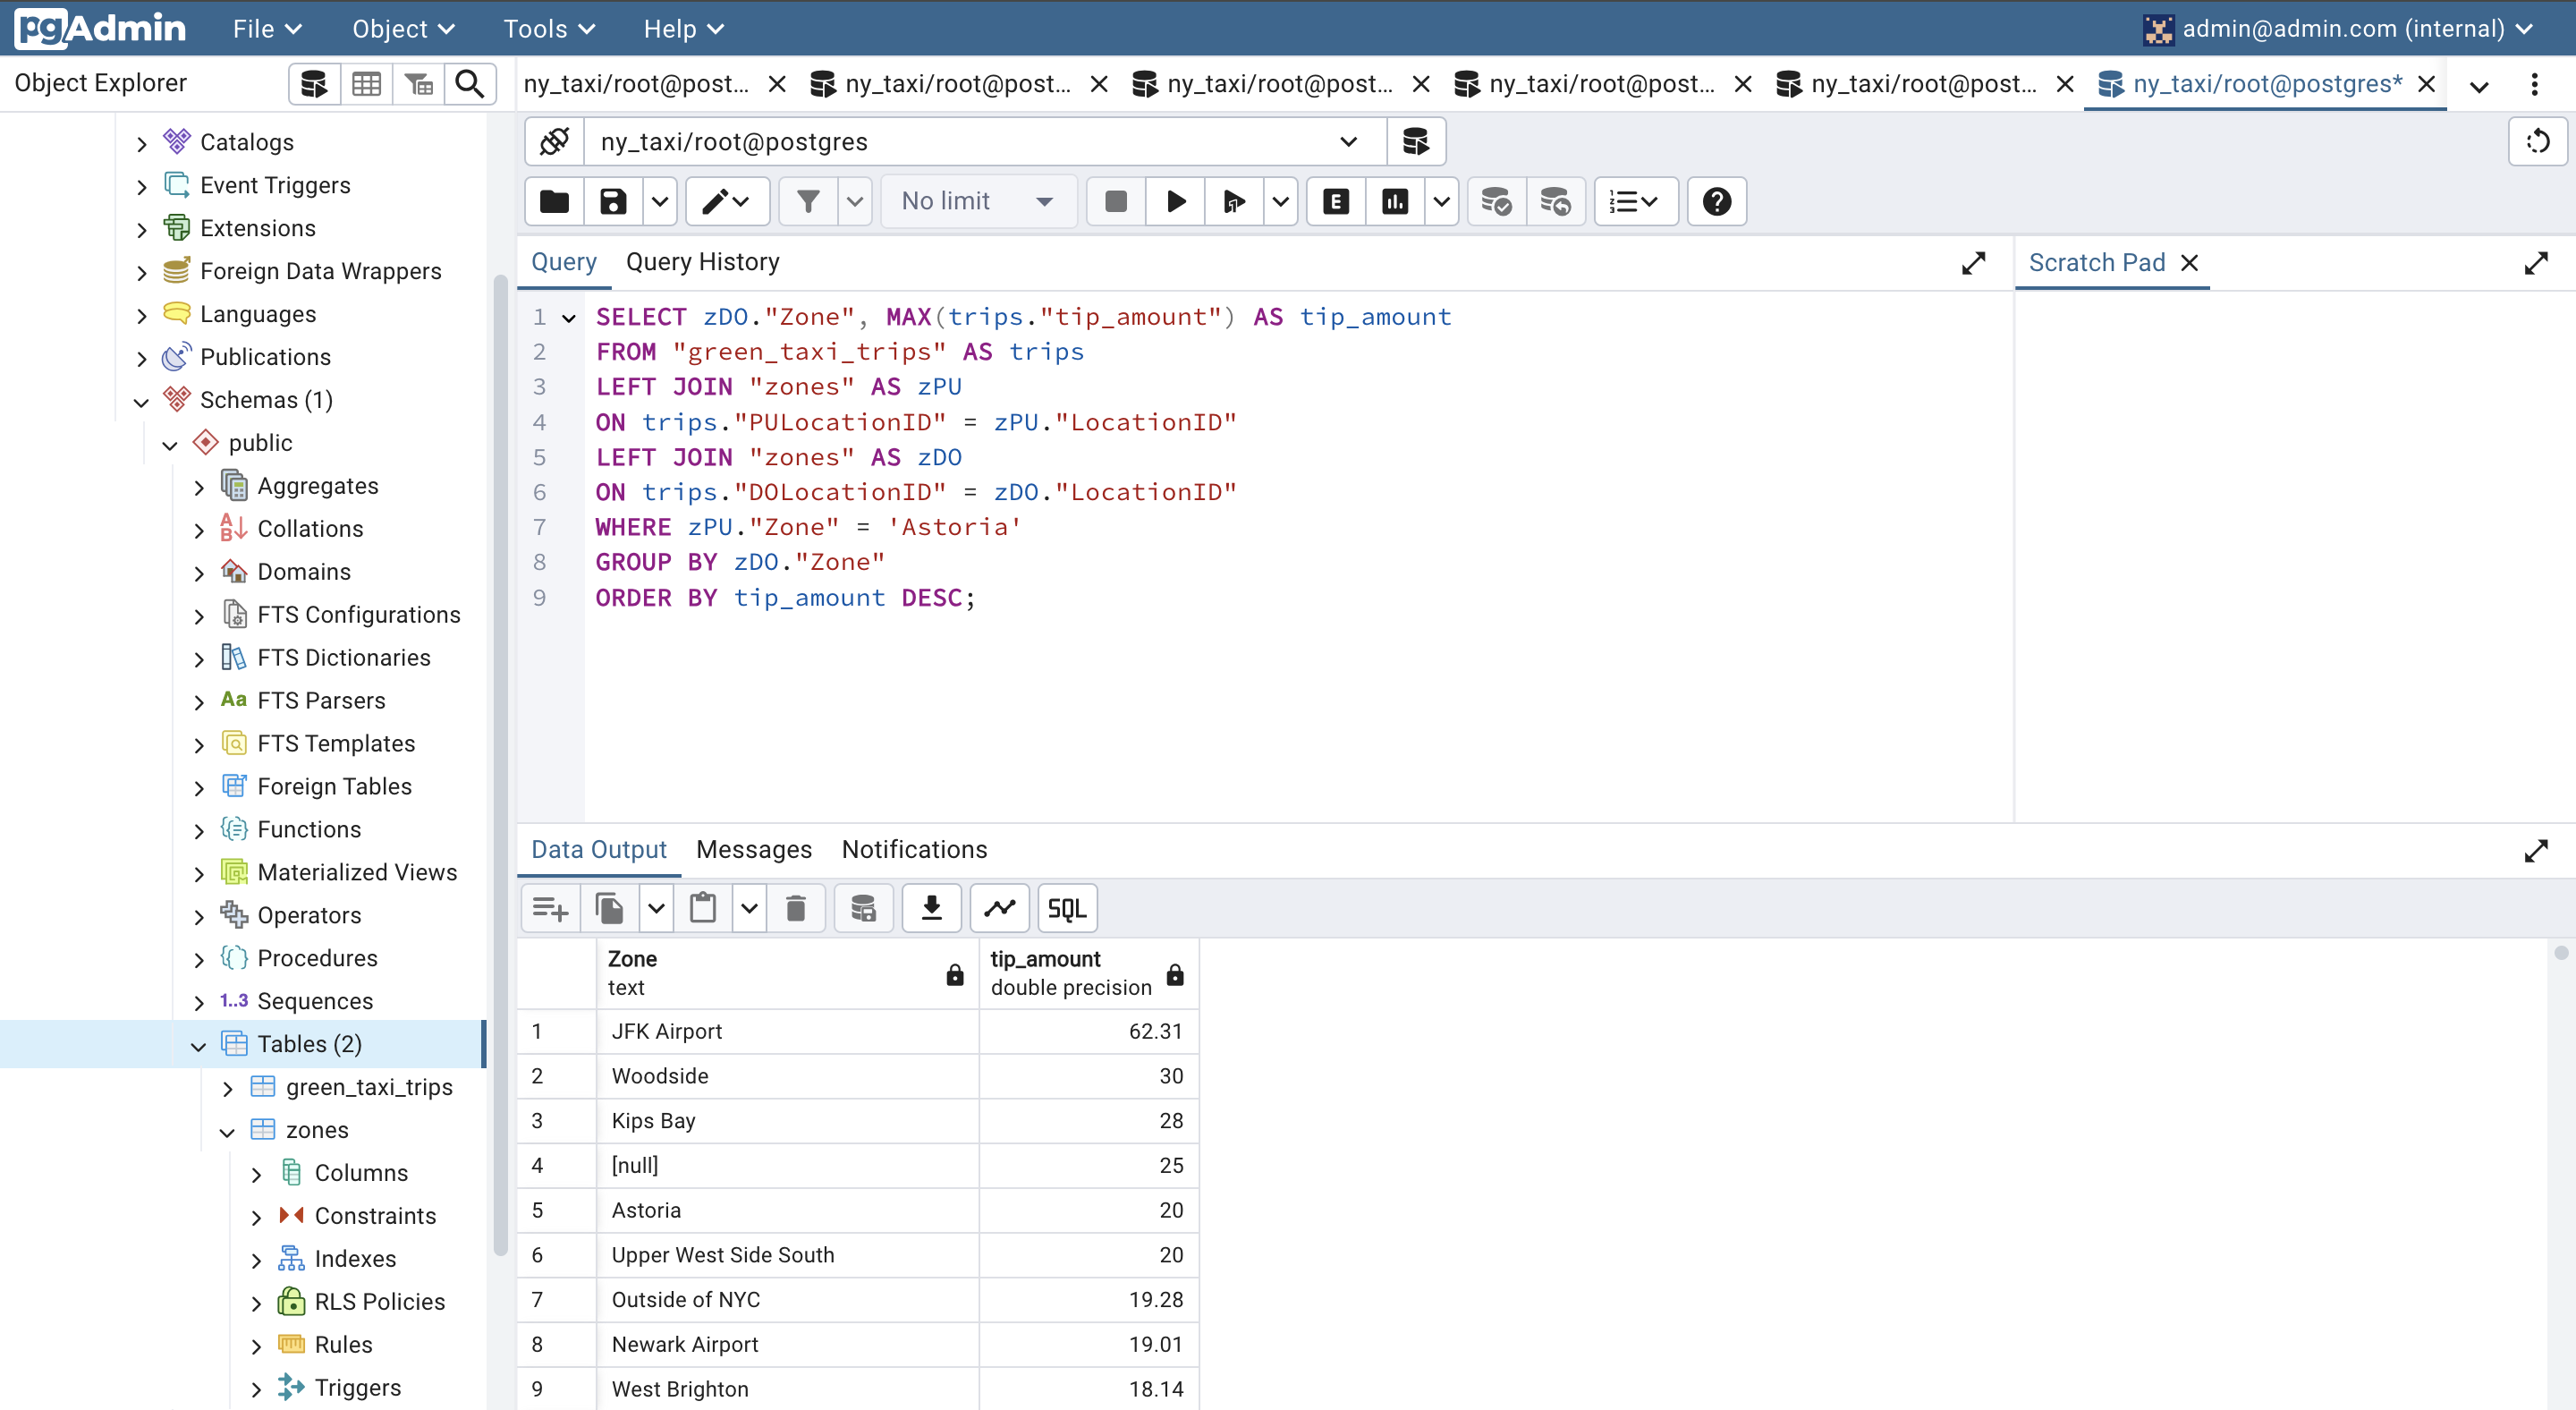 pgAdmin File Object Tools Help admin@admin.com (internal)
Object Explorer
ny_taxi/root@post... ny_taxi/root@post... ny_taxi/root@post... ny_taxi/root@post... ny_taxi/root@post... ny_taxi/root@postgres*
Catalogs
Event Triggers
Extensions
Foreign Data Wrappers
Languages
Publications
Schemas (1)
public
Aggregates
Collations
Domains
FTS Configurations
FTS Dictionaries
Aa FTS Parsers
FTS Templates
Foreign Tables
Functions
Materialized Views
Operators
Procedures
1..3 Sequences
Tables (2)
green_taxi_trips
zones
Columns
Constraints
Indexes
RLS Policies
Rules
Triggers
ny_taxi/root@postgres
No limit
E
Query Query History
Scratch Pad
1 SELECT zDO."Zone", MAX(trips."tip_amount") AS tip_amount
2 FROM "green_taxi_trips" AS trips
3 LEFT JOIN "zones" AS zPU
4 ON trips."PULocationID" = zPU."LocationID"
5 LEFT JOIN "zones" AS zDO
6 ON trips."DOLocationID" = zDO."LocationID"
7 WHERE zPU."Zone" = 'Astoria'
8 GROUP BY zDO."Zone"
9 ORDER BY tip_amount DESC;
Data Output Messages Notifications
SQL
Zone tip_amount
text double precision
1 JFK Airport 62.31
2 Woodside 30
3 Kips Bay 28
4 [null] 25
5 Astoria 20
6 Upper West Side South 20
7 Outside of NYC 19.28
8 Newark Airport 19.01
9 West Brighton 18.14